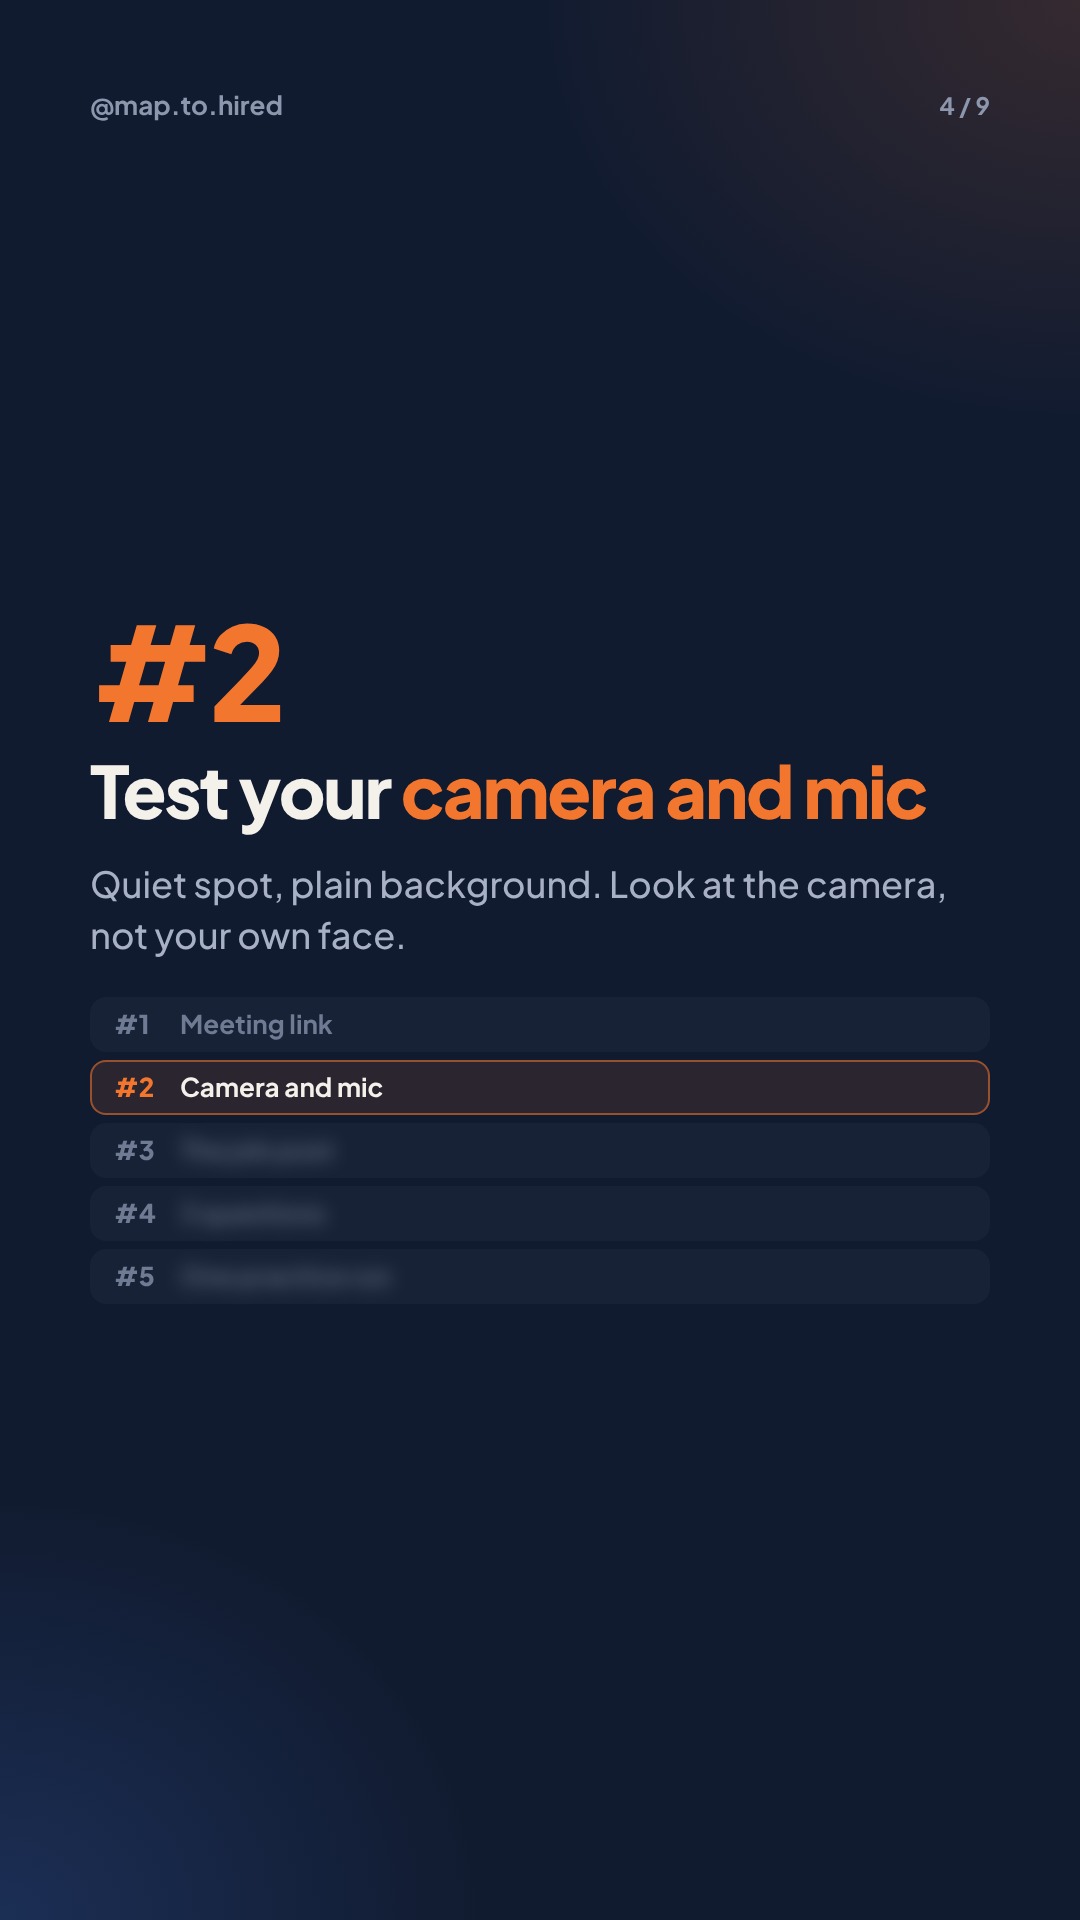 @map.to.hired
4 / 9
#2
Test your camera and mic
Quiet spot, plain background. Look at the camera,
not your own face.
#1 Meeting link
#2 Camera and mic
#3
#4
#5